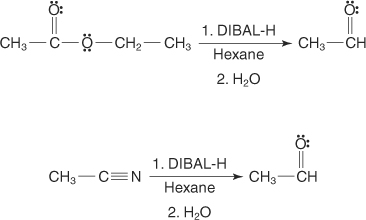 Ö:
CH₃—C—Ö—CH₂—CH₃ 1. DIBAL-H CH₃—CH
Hexane
2. H₂O
Ö:
CH₃—C≡N 1. DIBAL-H CH₃—CH
Hexane
2. H₂O
Ö: